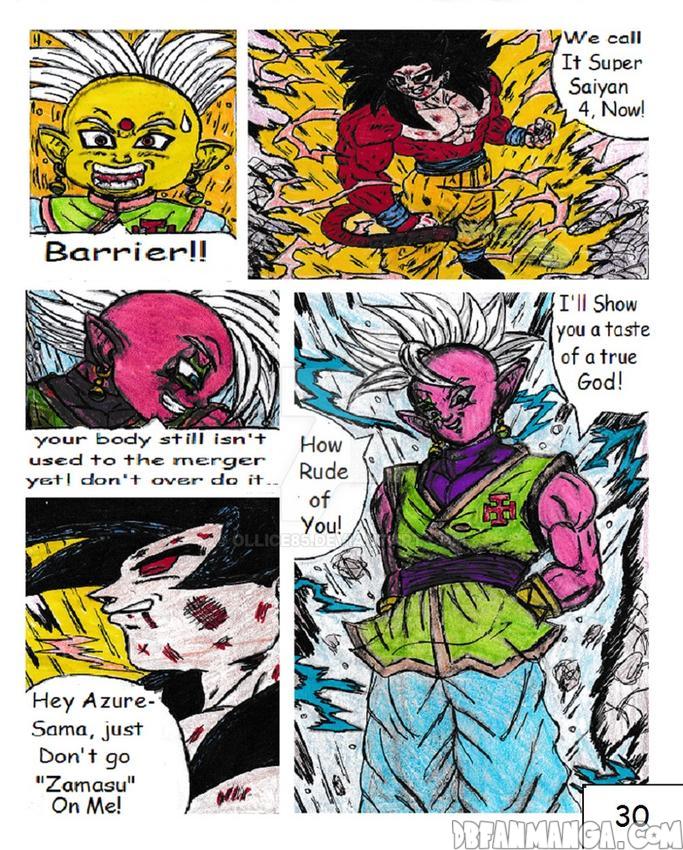 Barrier!!
We call
It Super
Saiyan
4, Now!
your body still isn't
used to the merger
yet! don't over do it..
I'll Show
you a taste
of a true
God!
How
Rude
of
You!
Hey Azure-
Sama, just
Don't go
"Zamasu"
On Me!
30
DBFANMANGA.COM